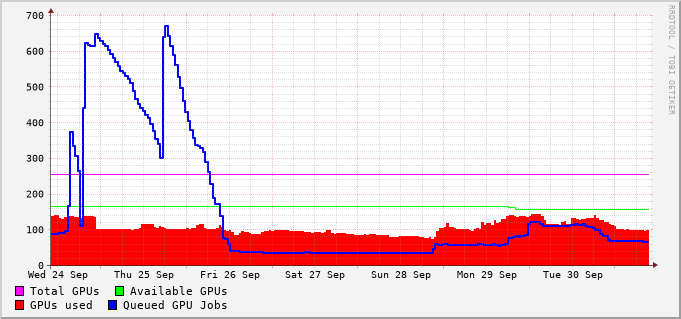 700
600
500
400
300
200
100
0
Wed 24 Sep Thu 25 Sep Fri 26 Sep Sat 27 Sep Sun 28 Sep Mon 29 Sep Tue 30 Sep
Total GPUs Available GPUs
GPUs used Queued GPU Jobs
RRDTOOL / TOBI OETIKER